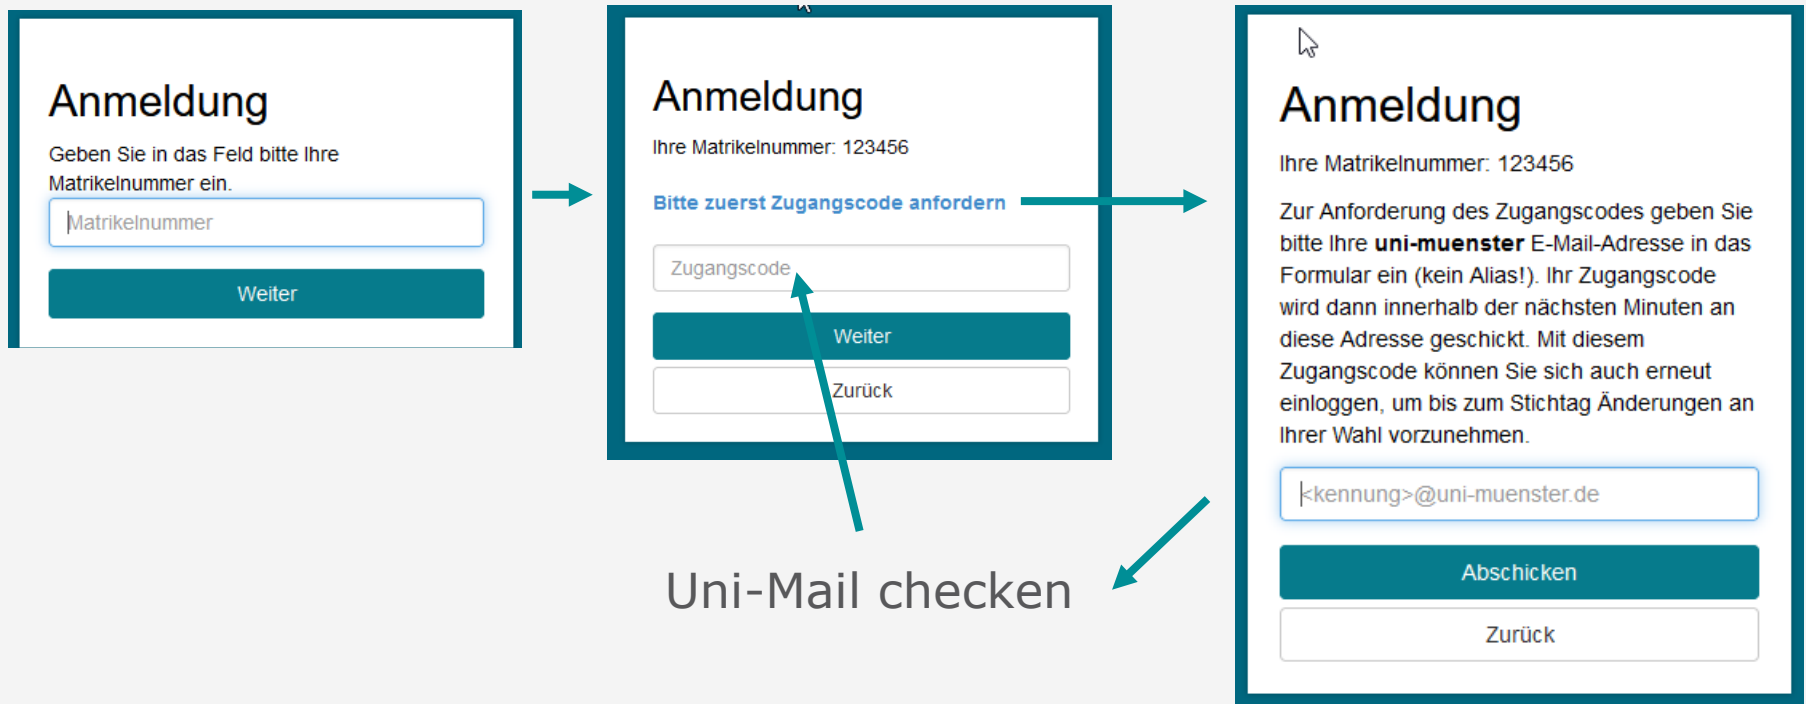 Anmeldung
Geben Sie in das Feld bitte Ihre
Matrikelnummer ein.
Matrikelnummer
Weiter
Anmeldung
Ihre Matrikelnummer: 123456
Bitte zuerst Zugangscode anfordern
Zugangscode
Weiter
Zurück
Anmeldung
Ihre Matrikelnummer: 123456
Zur Anforderung des Zugangscodes geben Sie
bitte Ihre uni-muenster E-Mail-Adresse in das
Formular ein (kein Alias!). Ihr Zugangscode
wird dann innerhalb der nächsten Minuten an
diese Adresse geschickt. Mit diesem
Zugangscode können Sie sich auch erneut
einloggen, um bis zum Stichtag Änderungen an
Ihrer Wahl vorzunehmen.
<kennung>@uni-muenster.de
Abschicken
Zurück
Uni-Mail checken